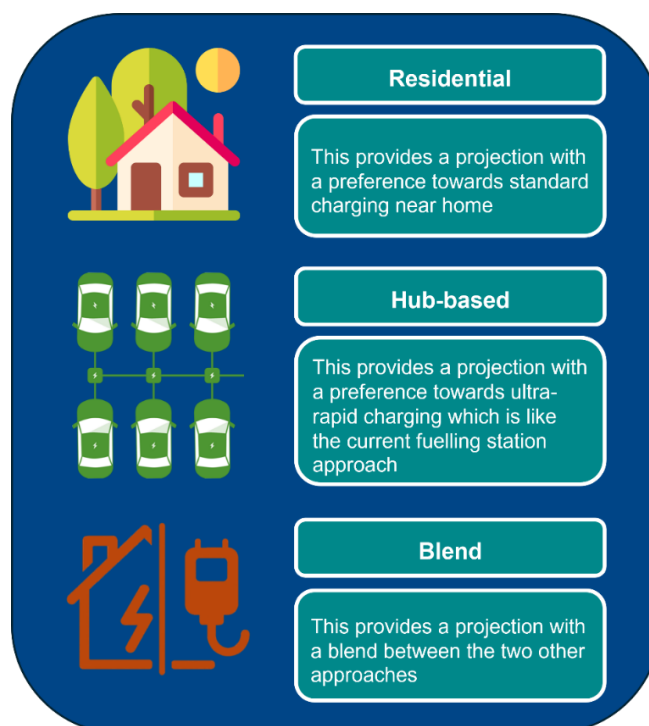 Residential
This provides a projection with
a preference towards standard
charging near home
Hub-based
This provides a projection with
a preference towards ultra-
rapid charging which is like
the current fuelling station
approach
Blend
This provides a projection with
a blend between the two other
approaches